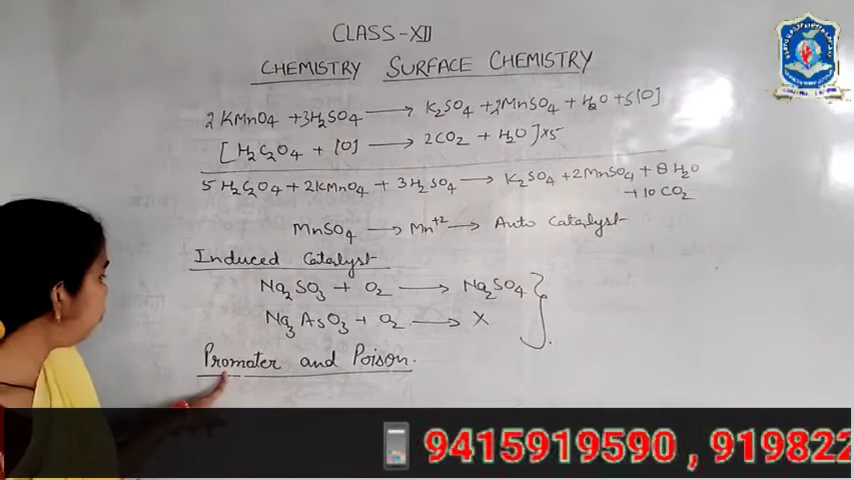 CLASS-XII
CHEMISTRY SURFACE CHEMISTRY
2KMnO4 + 3H2SO4 → K2SO4 + 2MnSO4 + H2O + 5[O]
[H2C2O4 + [O] → 2CO2 + H2O] x5
5H2C2O4 + 2KMnO4 + 3H2SO4 → K2SO4 + 2MnSO4 + 8H2O
+ 10CO2
MnSO4 → Mn+2 → Auto Catalyst
Induced Catalyst
Na2SO3 + O2 → Na2SO4
Na3AsO3 + O2 → X
Promater and Poison.
9415919590 , 919822